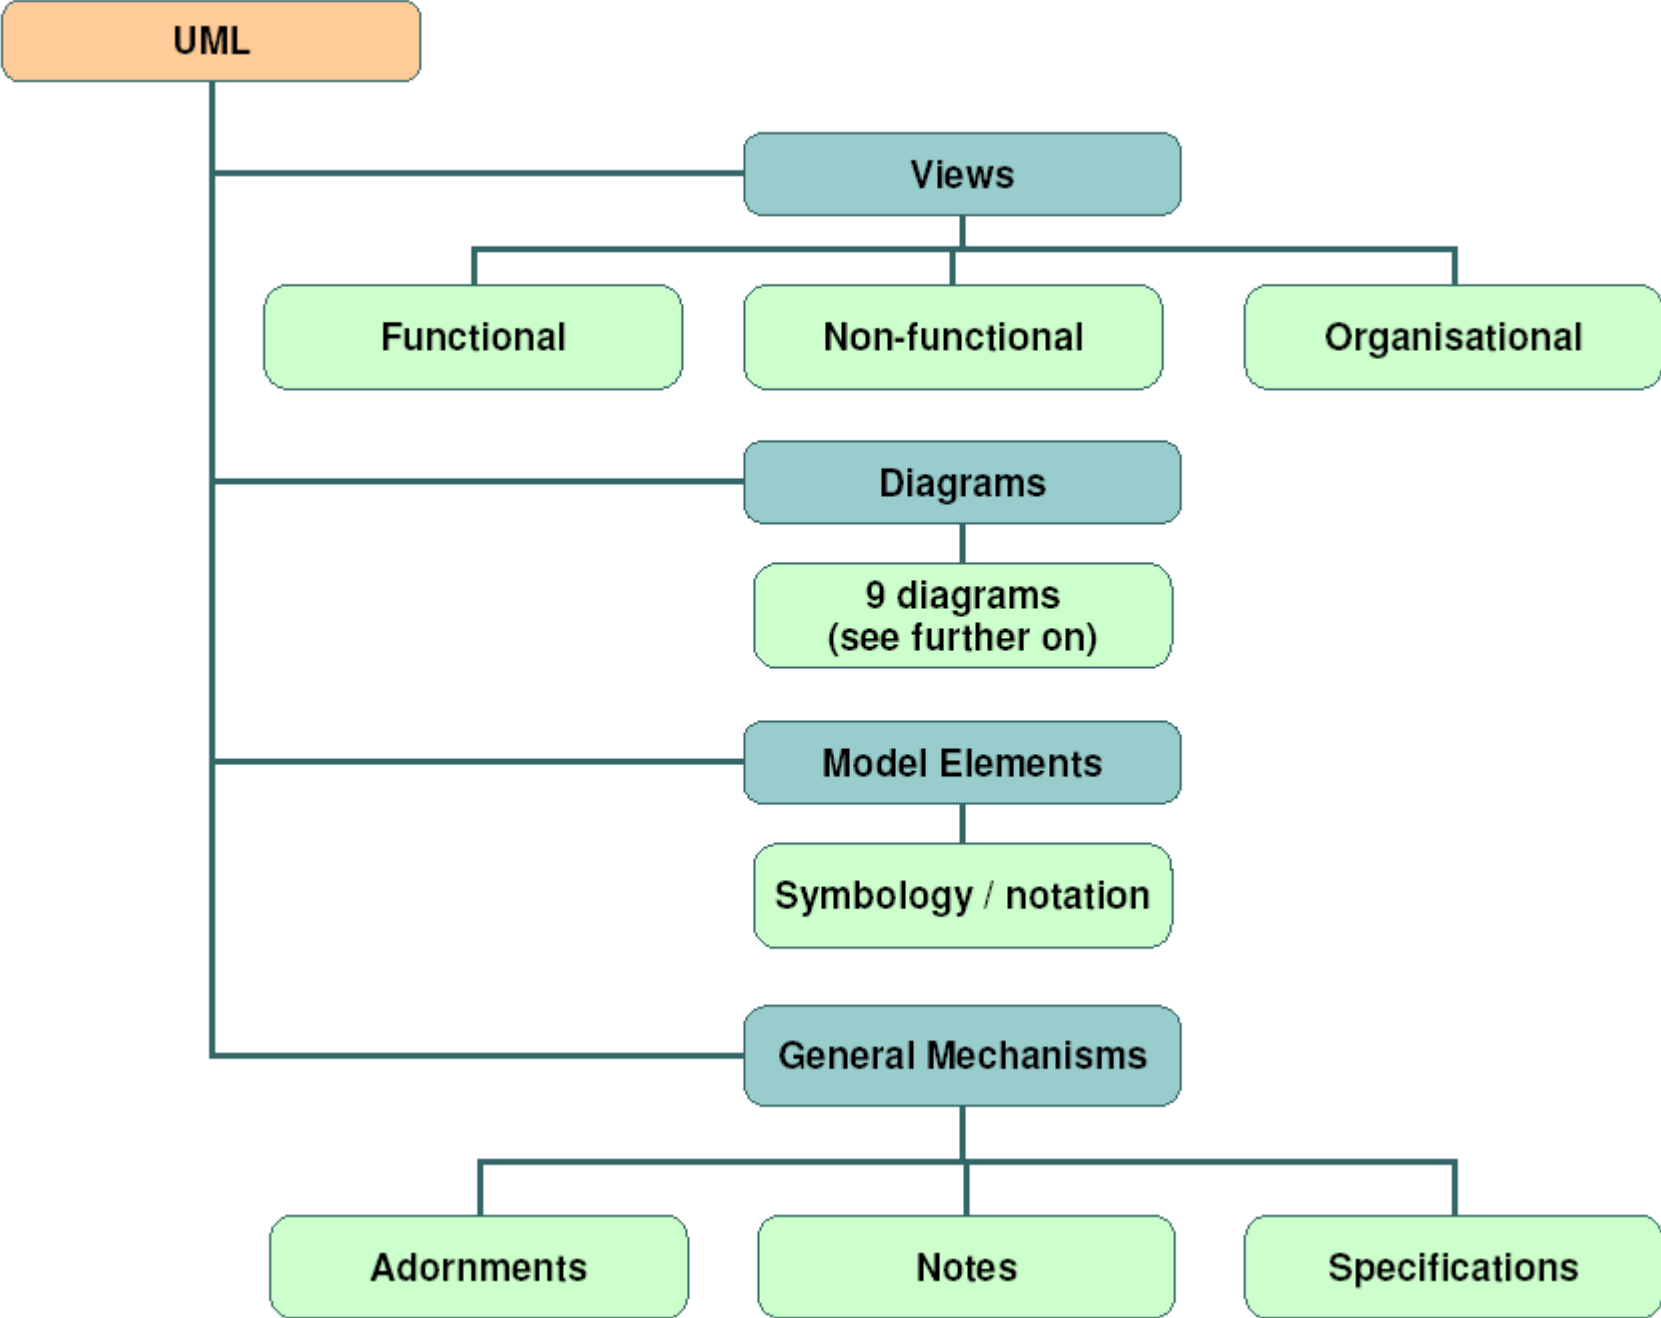 UML
Views
Functional
Non-functional
Organisational
Diagrams
9 diagrams
(see further on)
Model Elements
Symbology / notation
General Mechanisms
Adornments
Notes
Specifications